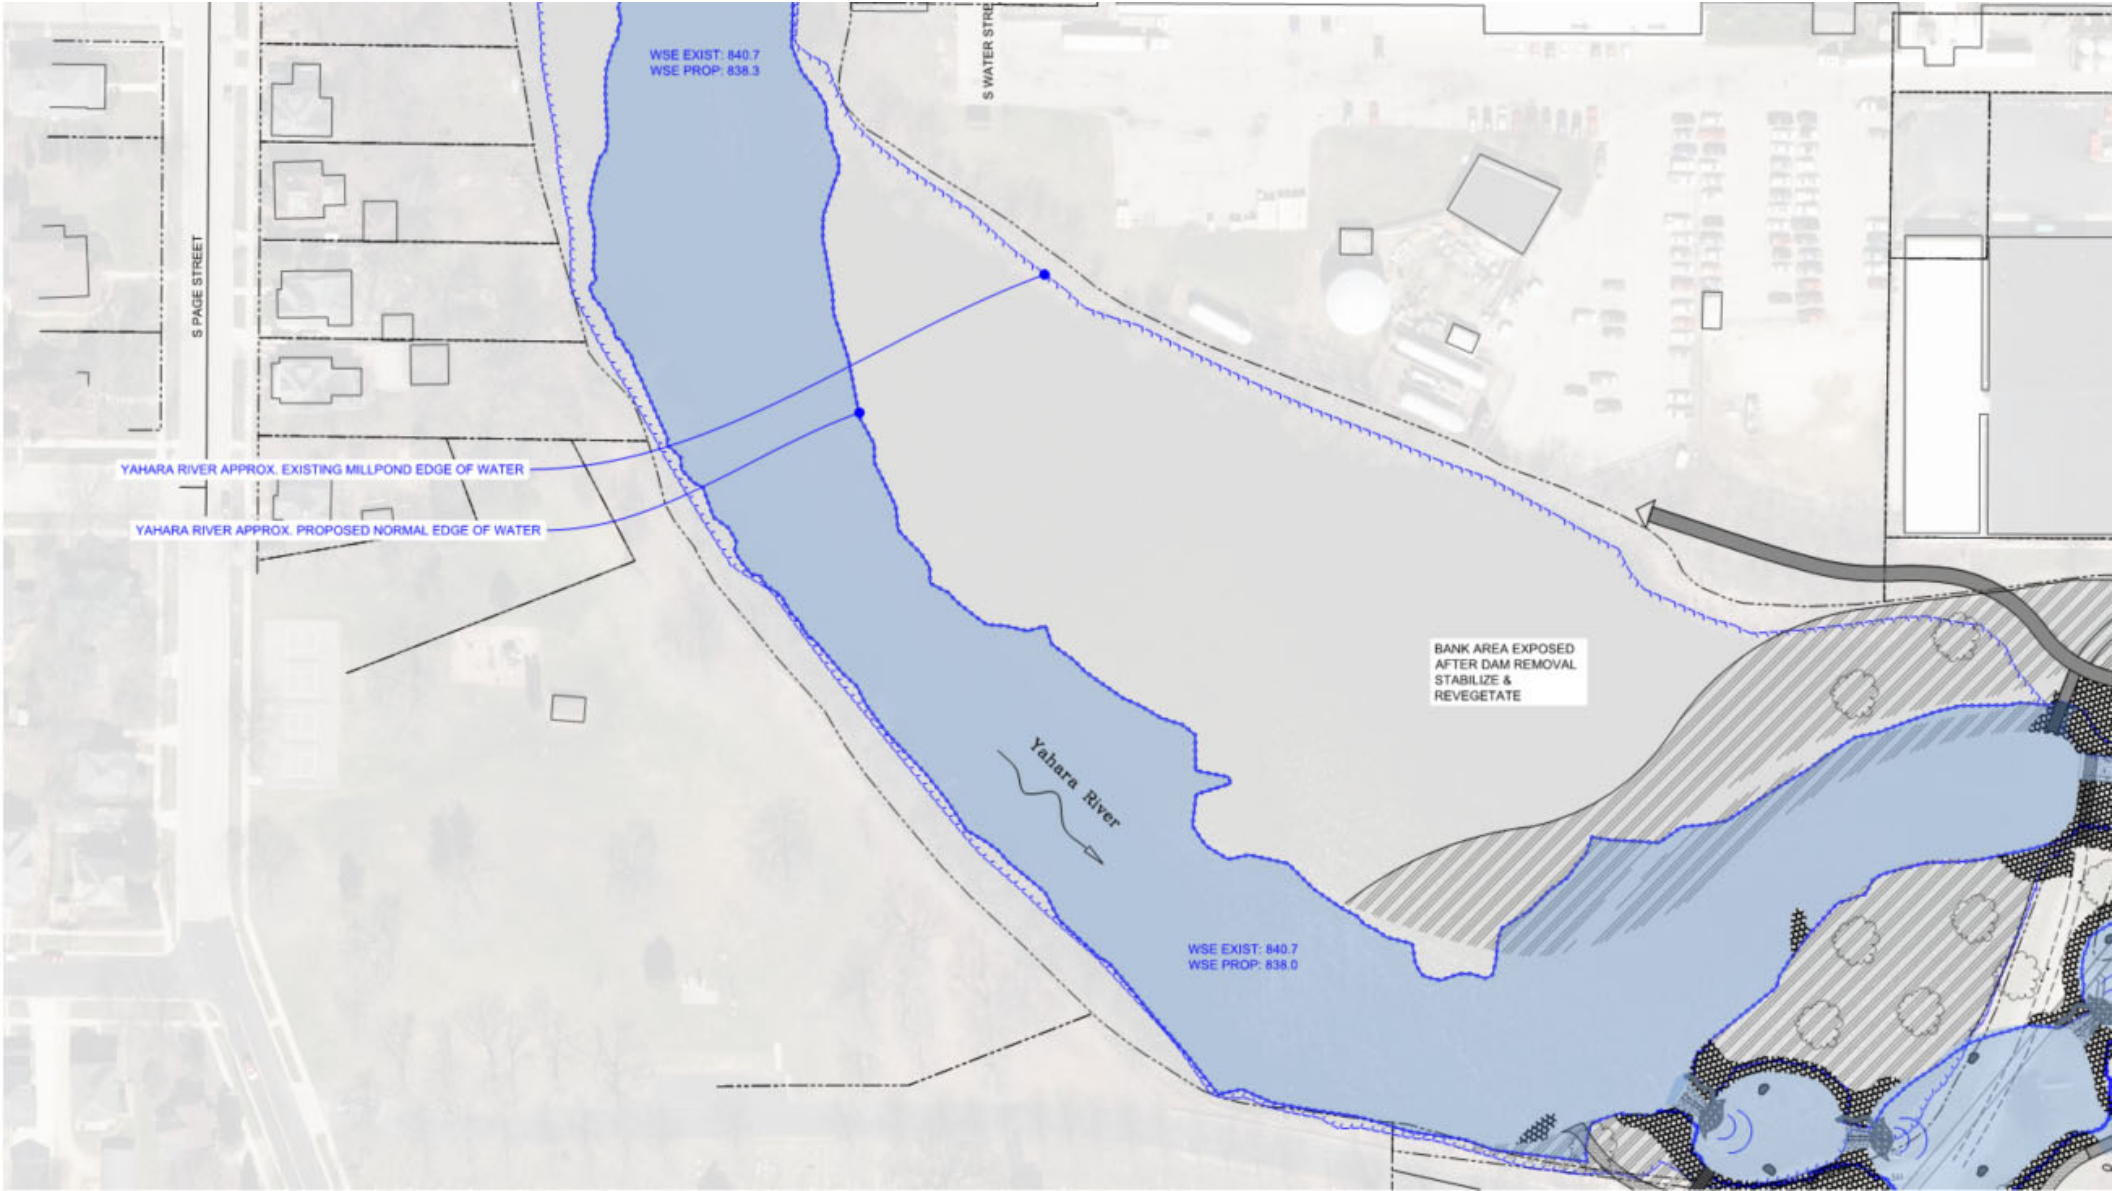 WSE EXIST: 840.7
WSE PROP: 838.3
S WATER STRE
S PAGE STREET
YAHARA RIVER APPROX. EXISTING MILLPOND EDGE OF WATER
YAHARA RIVER APPROX. PROPOSED NORMAL EDGE OF WATER
BANK AREA EXPOSED
AFTER DAM REMOVAL
STABILIZE &
REVEGETATE
Yahara River
WSE EXIST: 840.7
WSE PROP: 838.0